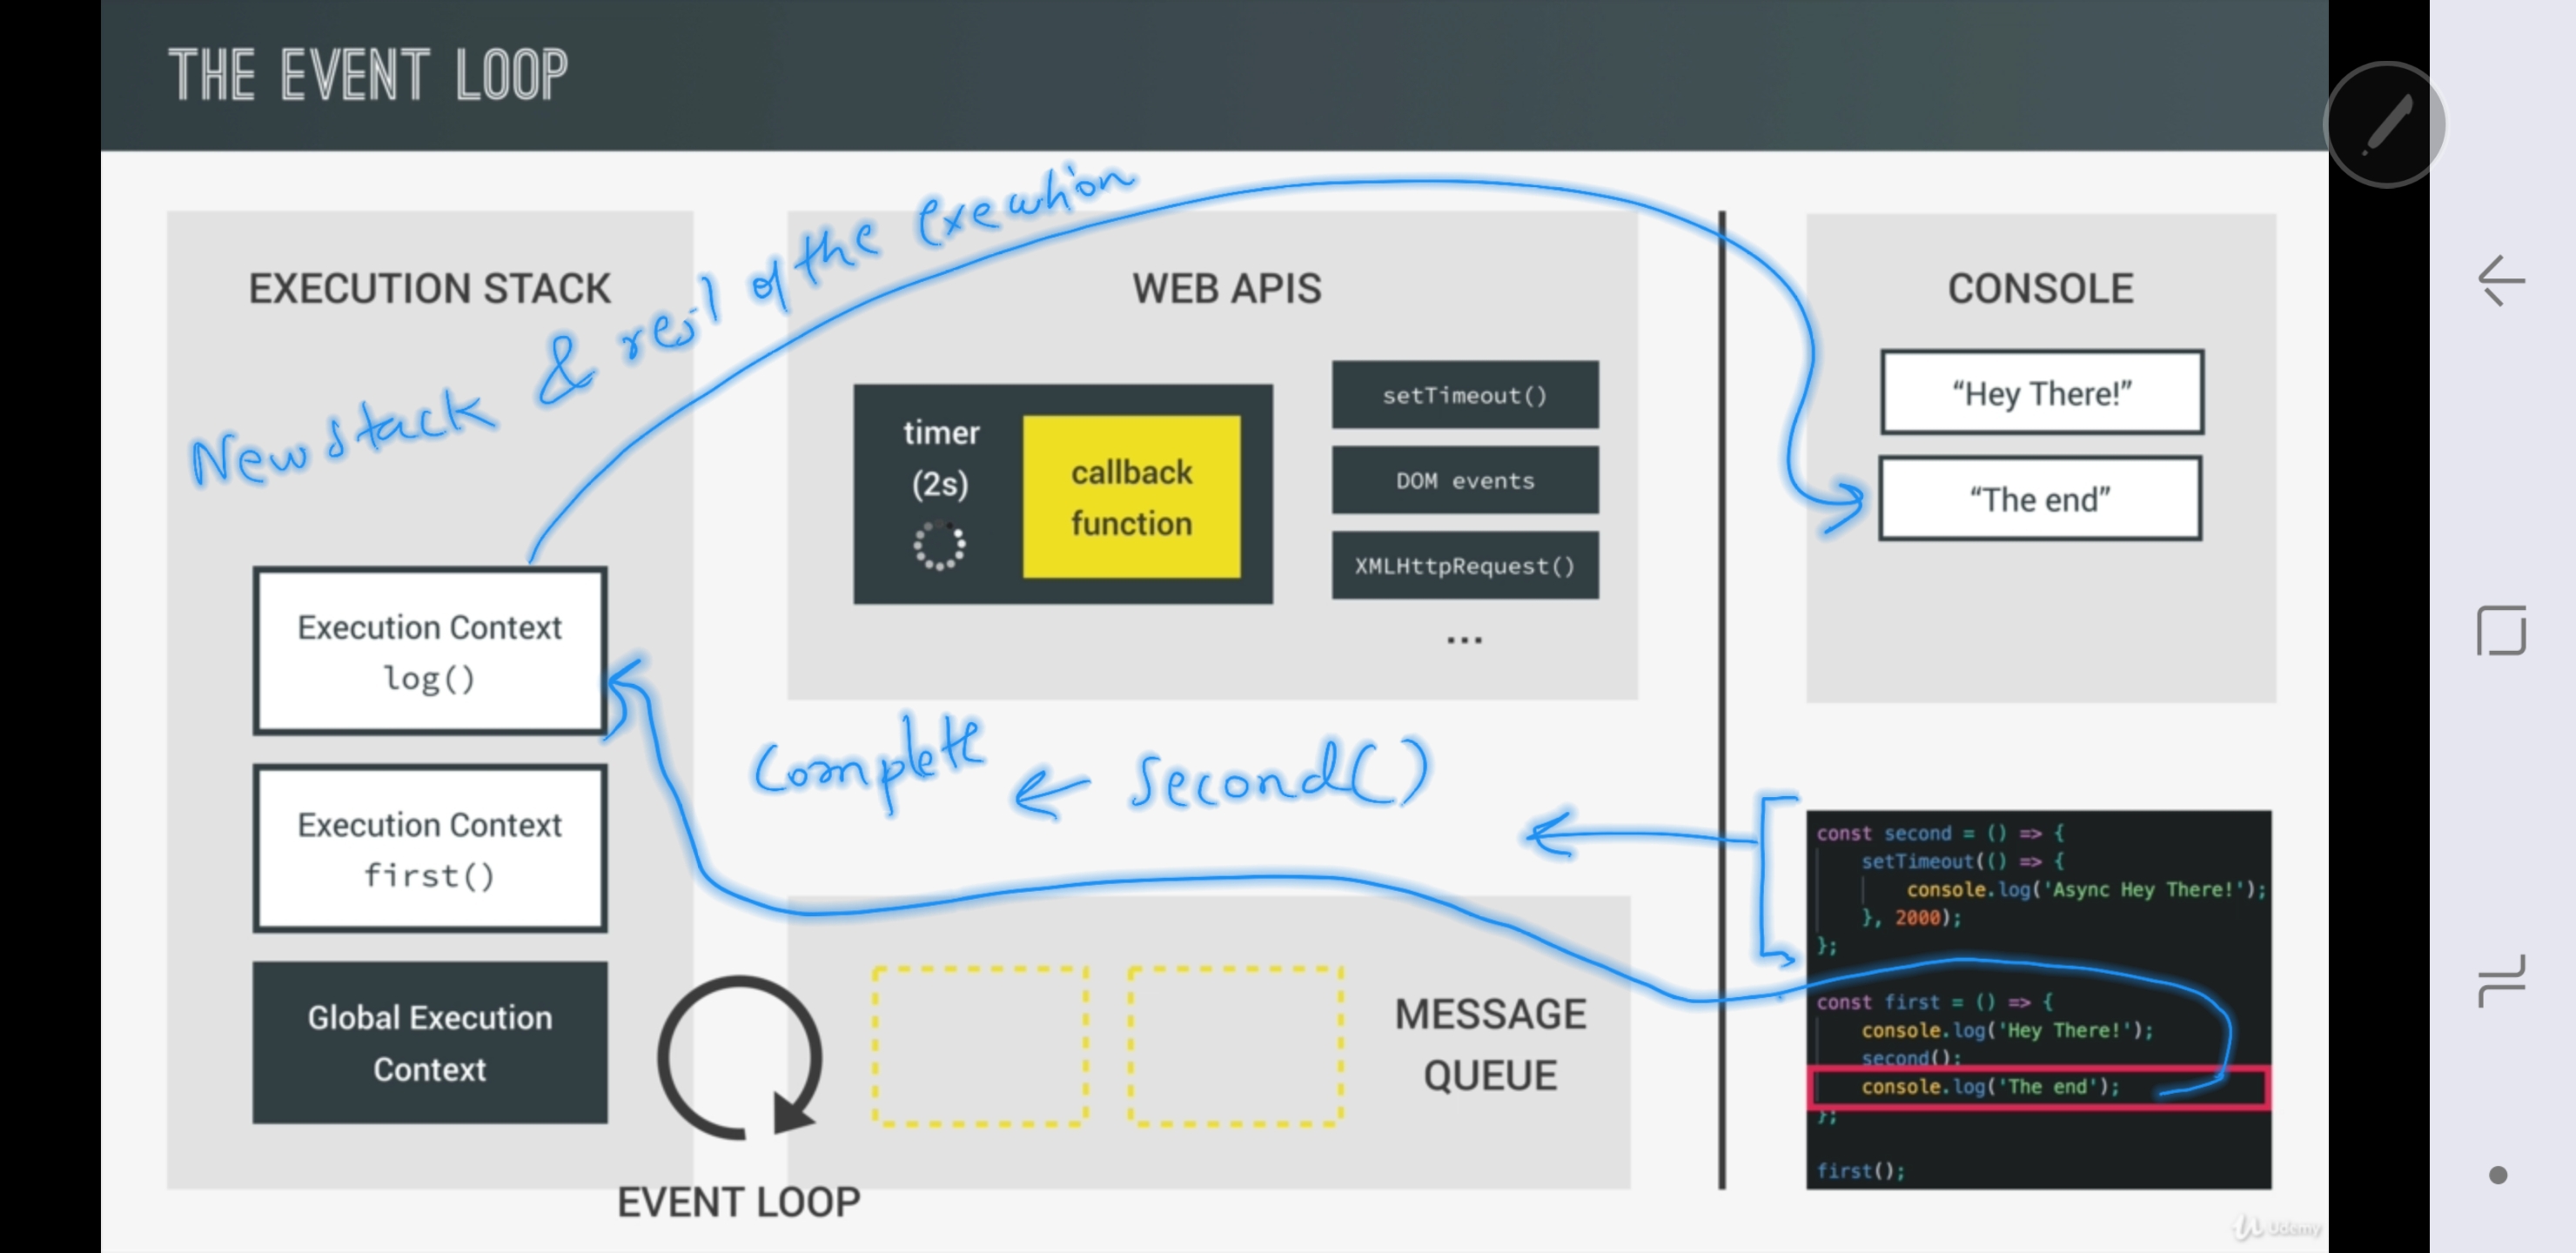 THE EVENT LOOP
New stack & resl of the execution
EXECUTION STACK
WEB APIS
CONSOLE
timer
(2s)
callback
function
setTimeout()
DOM events
XMLHttpRequest()
...
“Hey There!”
“The end”
Execution Context
log()
Execution Context
first()
Global Execution
Context
Complete ← Second()
EVENT LOOP
MESSAGE
QUEUE
const second = () => {
setTimeout(() => {
console.log('Async Hey There!');
}, 2000);
};
const first = () => {
console.log('Hey There!');
second();
console.log('The end');
};
first();
Udemy